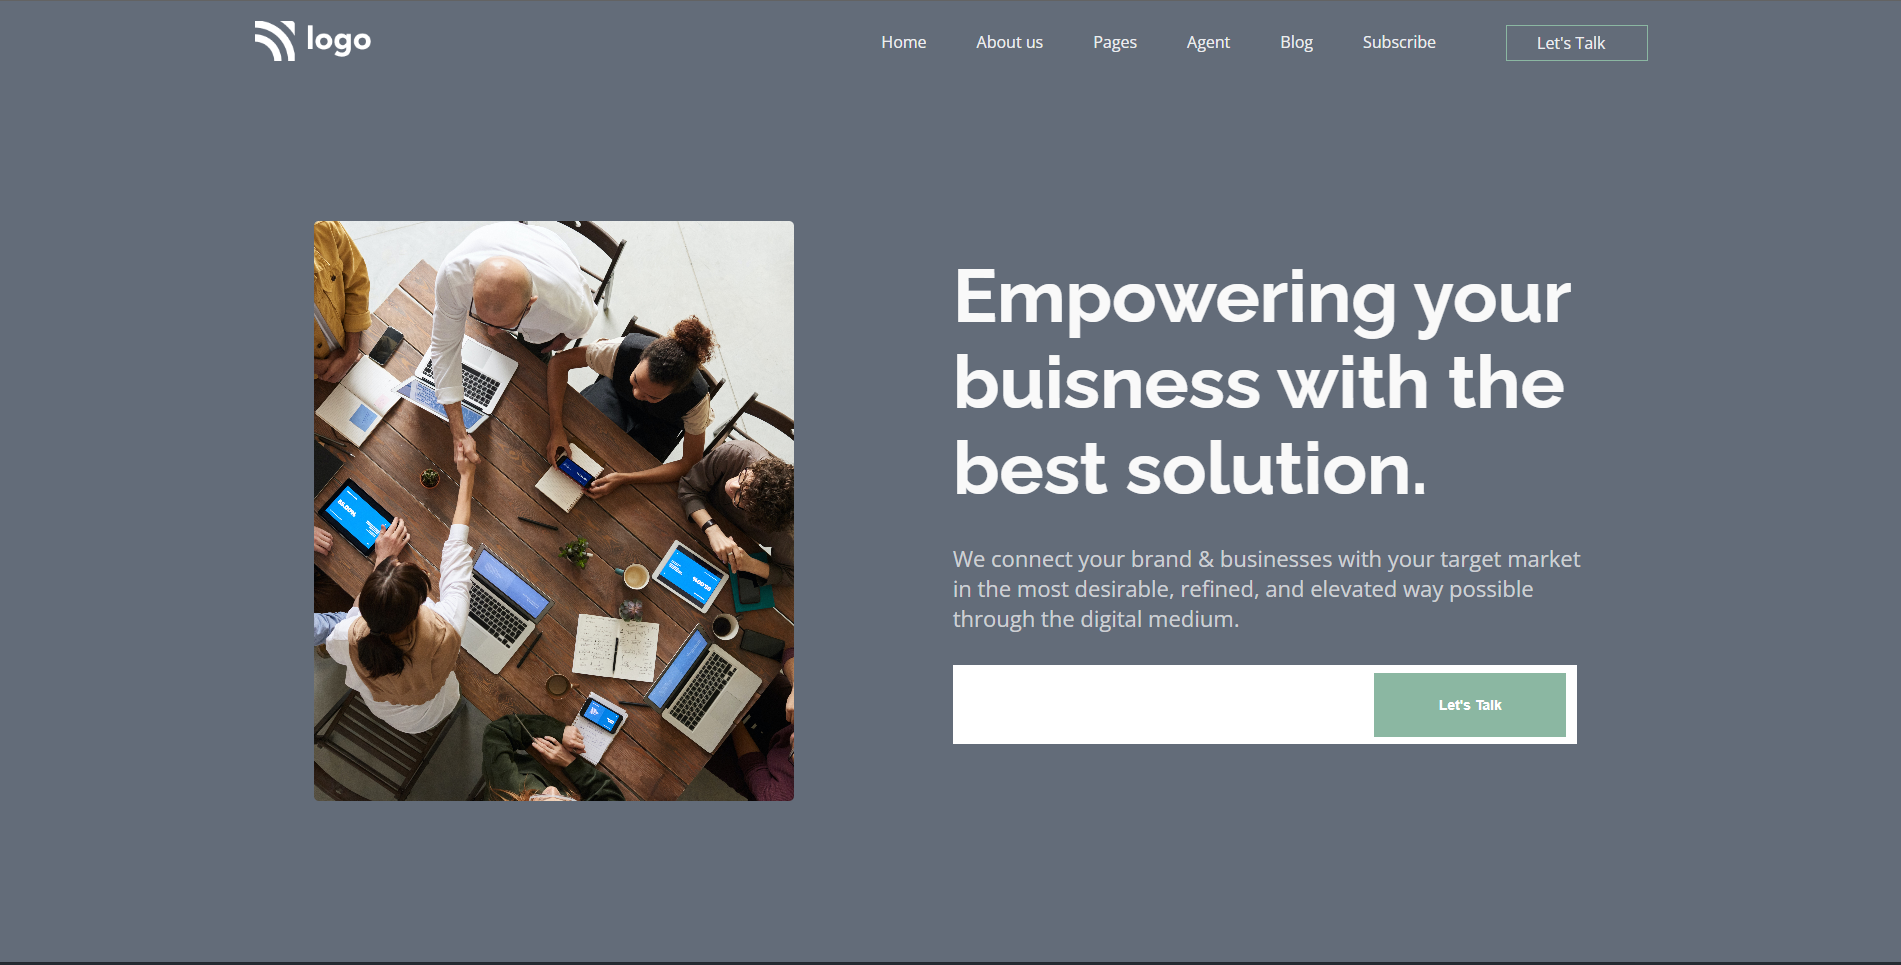 logo
Home
About us
Pages
Agent
Blog
Subscribe
Let's Talk
Empowering your
buisness with the
best solution.
We connect your brand & businesses with your target market
in the most desirable, refined, and elevated way possible
through the digital medium.
Let's Talk